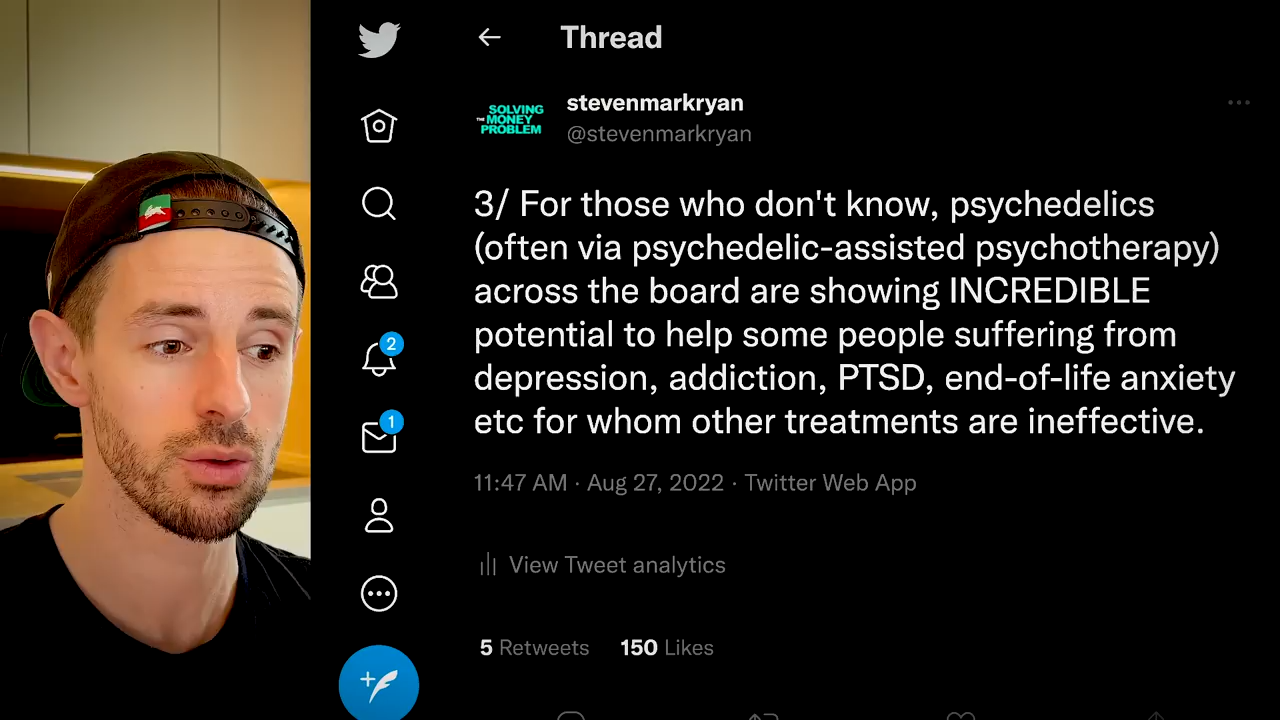 Thread
SOLVING
THE MONEY
PROBLEM
stevenmarkryan
@stevenmarkryan
3/ For those who don't know, psychedelics
(often via psychedelic-assisted psychotherapy)
across the board are showing INCREDIBLE
potential to help some people suffering from
depression, addiction, PTSD, end-of-life anxiety
etc for whom other treatments are ineffective.
11:47 AM · Aug 27, 2022 · Twitter Web App
View Tweet analytics
5 Retweets 150 Likes
2
1